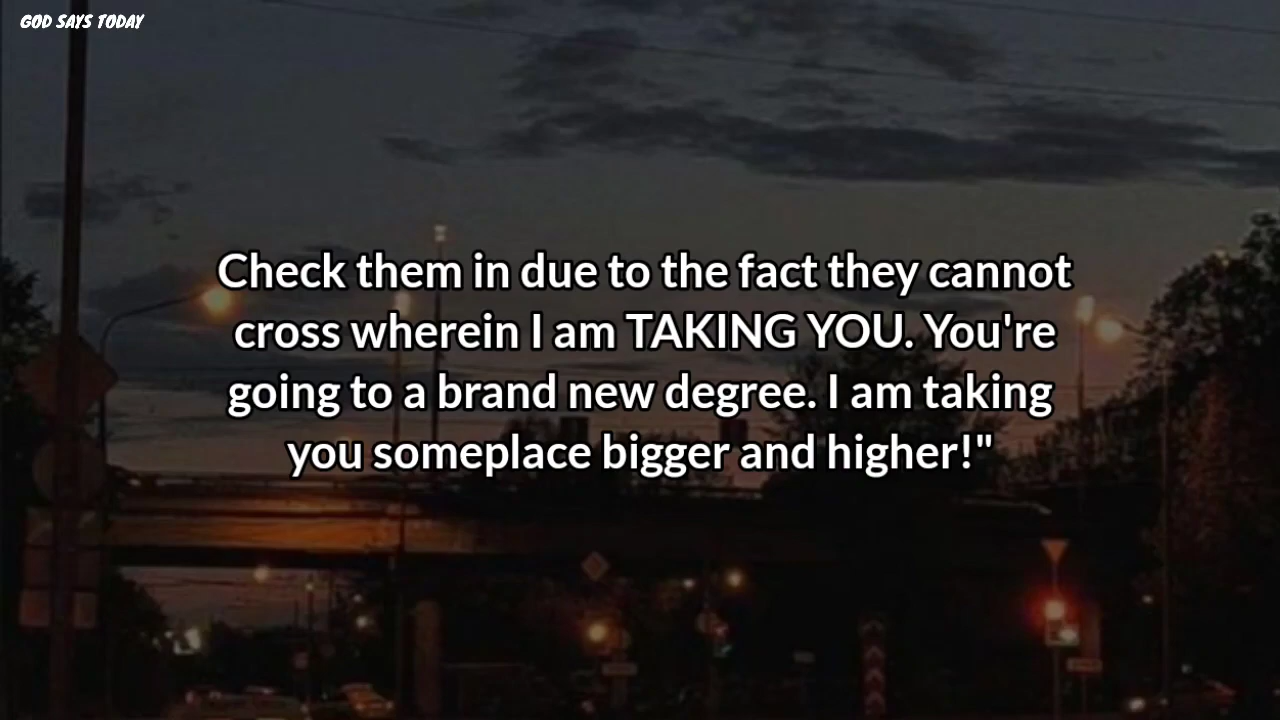 GOD SAYS TODAY
Check them in due to the fact they cannot
cross wherein I am TAKING YOU. You're
going to a brand new degree. I am taking
you someplace bigger and higher!"